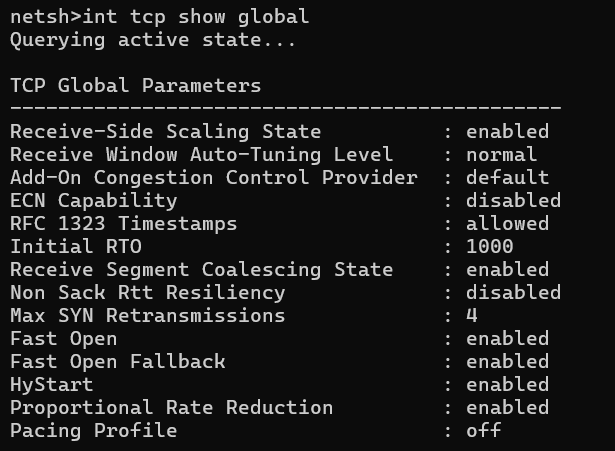 netsh>int tcp show global
Querying active state...

TCP Global Parameters
----------------------------------------------
Receive-Side Scaling State          : enabled
Receive Window Auto-Tuning Level    : normal
Add-On Congestion Control Provider  : default
ECN Capability                      : disabled
RFC 1323 Timestamps                 : allowed
Initial RTO                         : 1000
Receive Segment Coalescing State    : enabled
Non Sack Rtt Resiliency             : disabled
Max SYN Retransmissions             : 4
Fast Open                           : enabled
Fast Open Fallback                  : enabled
HyStart                             : enabled
Proportional Rate Reduction         : enabled
Pacing Profile                      : off